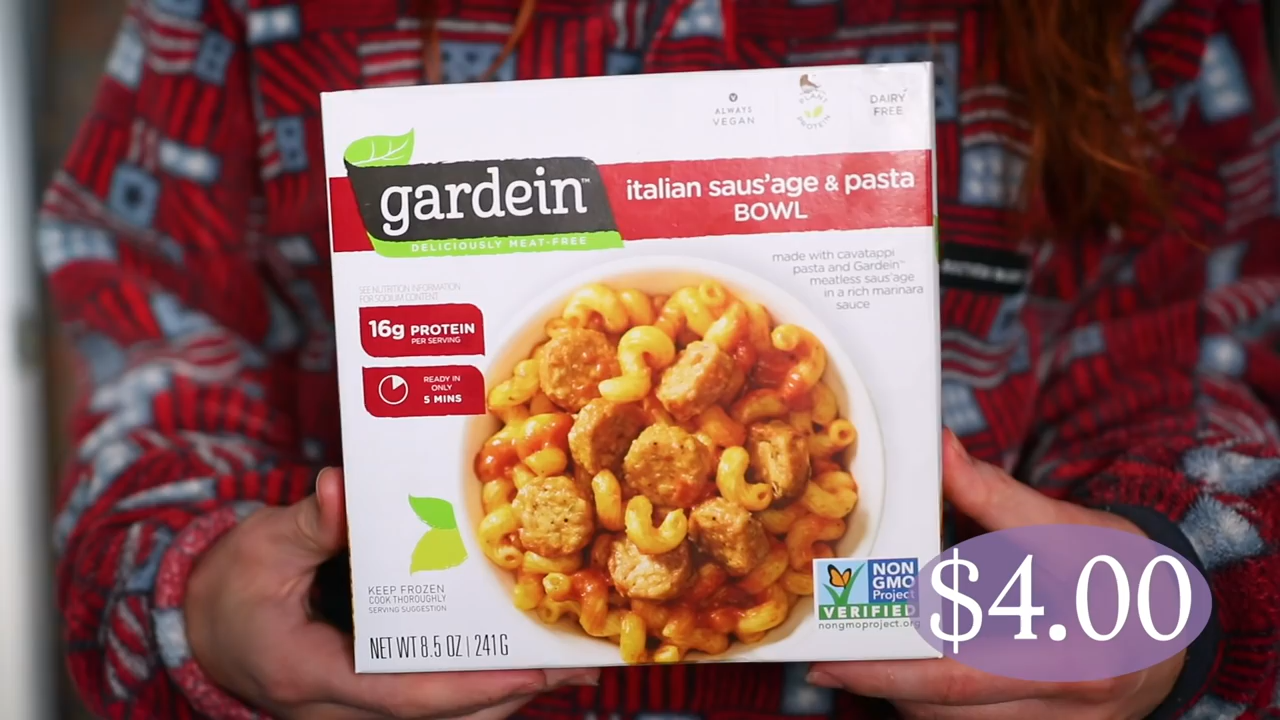 ALWAYS
VEGAN
PLANT
PROTEIN
DAIRY
FREE
gardein™
DELICIOUSLY MEAT-FREE
italian saus'age & pasta
BOWL
made with cavatappi
pasta and Gardein™
meatless saus'age
in a rich marinara
sauce
SEE NUTRITION INFORMATION
FOR SODIUM CONTENT
16g PROTEIN
PER SERVING
READY IN
ONLY
5 MINS
KEEP FROZEN
COOK THOROUGHLY
SERVING SUGGESTION
NET WT 8.5 OZ | 241G
NON
GMO
Project
VERIFIED
nongmoproject.org
$4.00